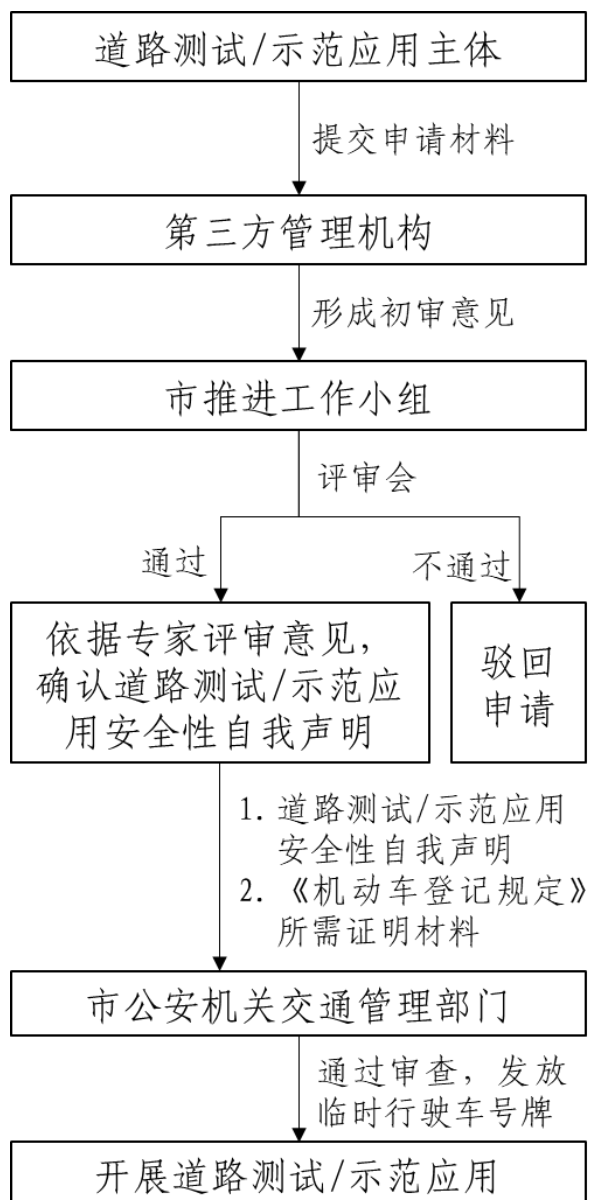 道路测试/示范应用主体
提交申请材料
第三方管理机构
形成初审意见
市推进工作小组
评审会
通过
不通过
依据专家评审意见，
确认道路测试/示范应
用安全性自我声明
驳回
申请
1. 道路测试/示范应用
安全性自我声明
2. 《机动车登记规定》
所需证明材料
市公安机关交通管理部门
通过审查，发放
临时行驶车号牌
开展道路测试/示范应用